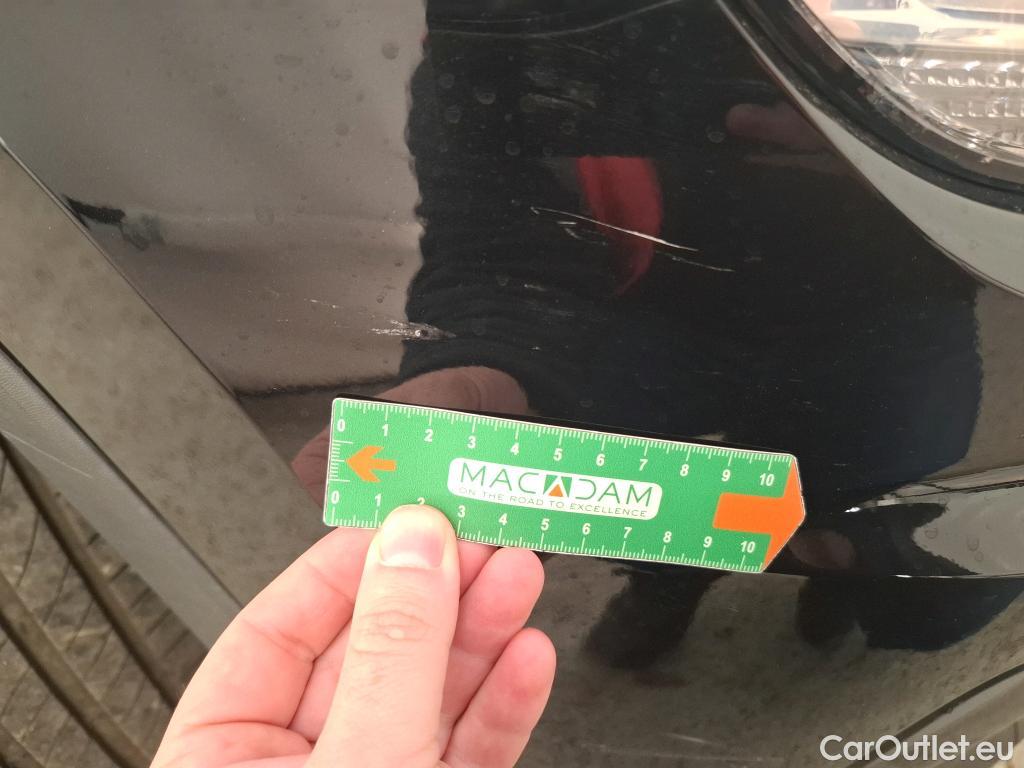 0 1 2 3 4 5 6 7 8 9 10
MACADAM
ON THE ROAD TO EXCELLENCE
0 1 2 3 4 5 6 7 8 9 10
CarOutlet.eu